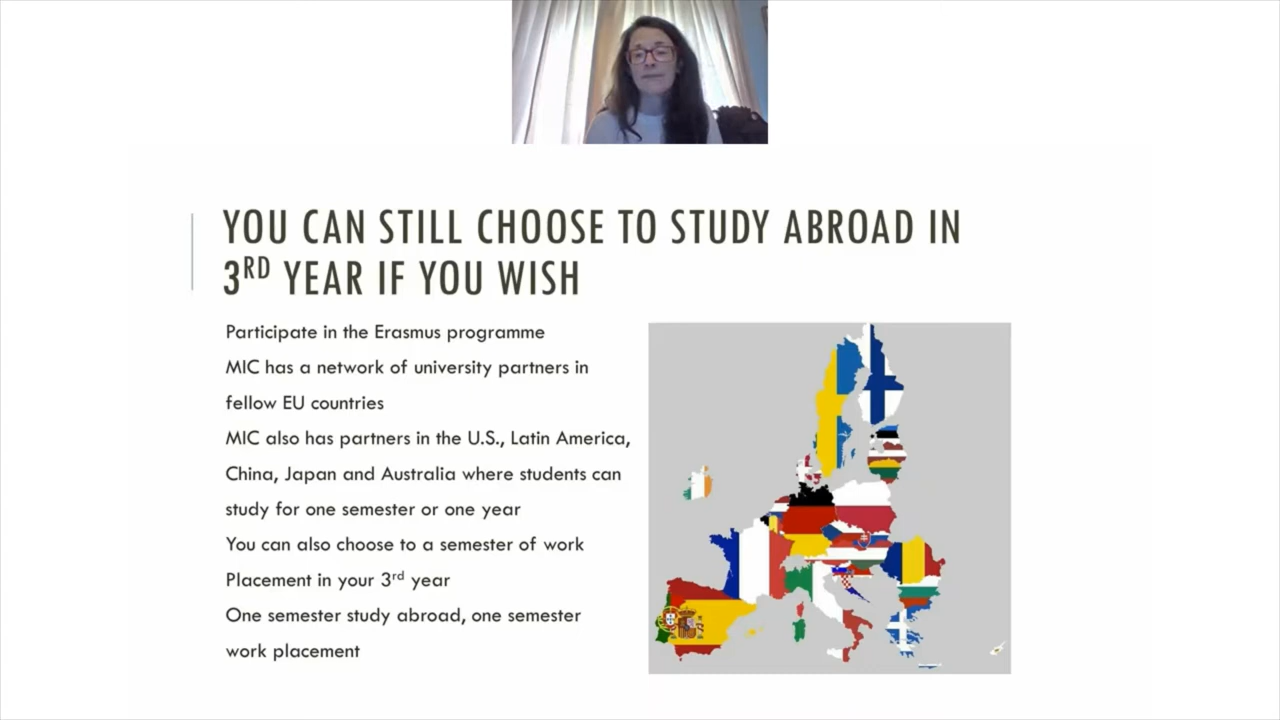 YOU CAN STILL CHOOSE TO STUDY ABROAD IN
3RD YEAR IF YOU WISH
Participate in the Erasmus programme
MIC has a network of university partners in
fellow EU countries
MIC also has partners in the U.S., Latin America,
China, Japan and Australia where students can
study for one semester or one year
You can also choose to a semester of work
Placement in your 3rd year
One semester study abroad, one semester
work placement